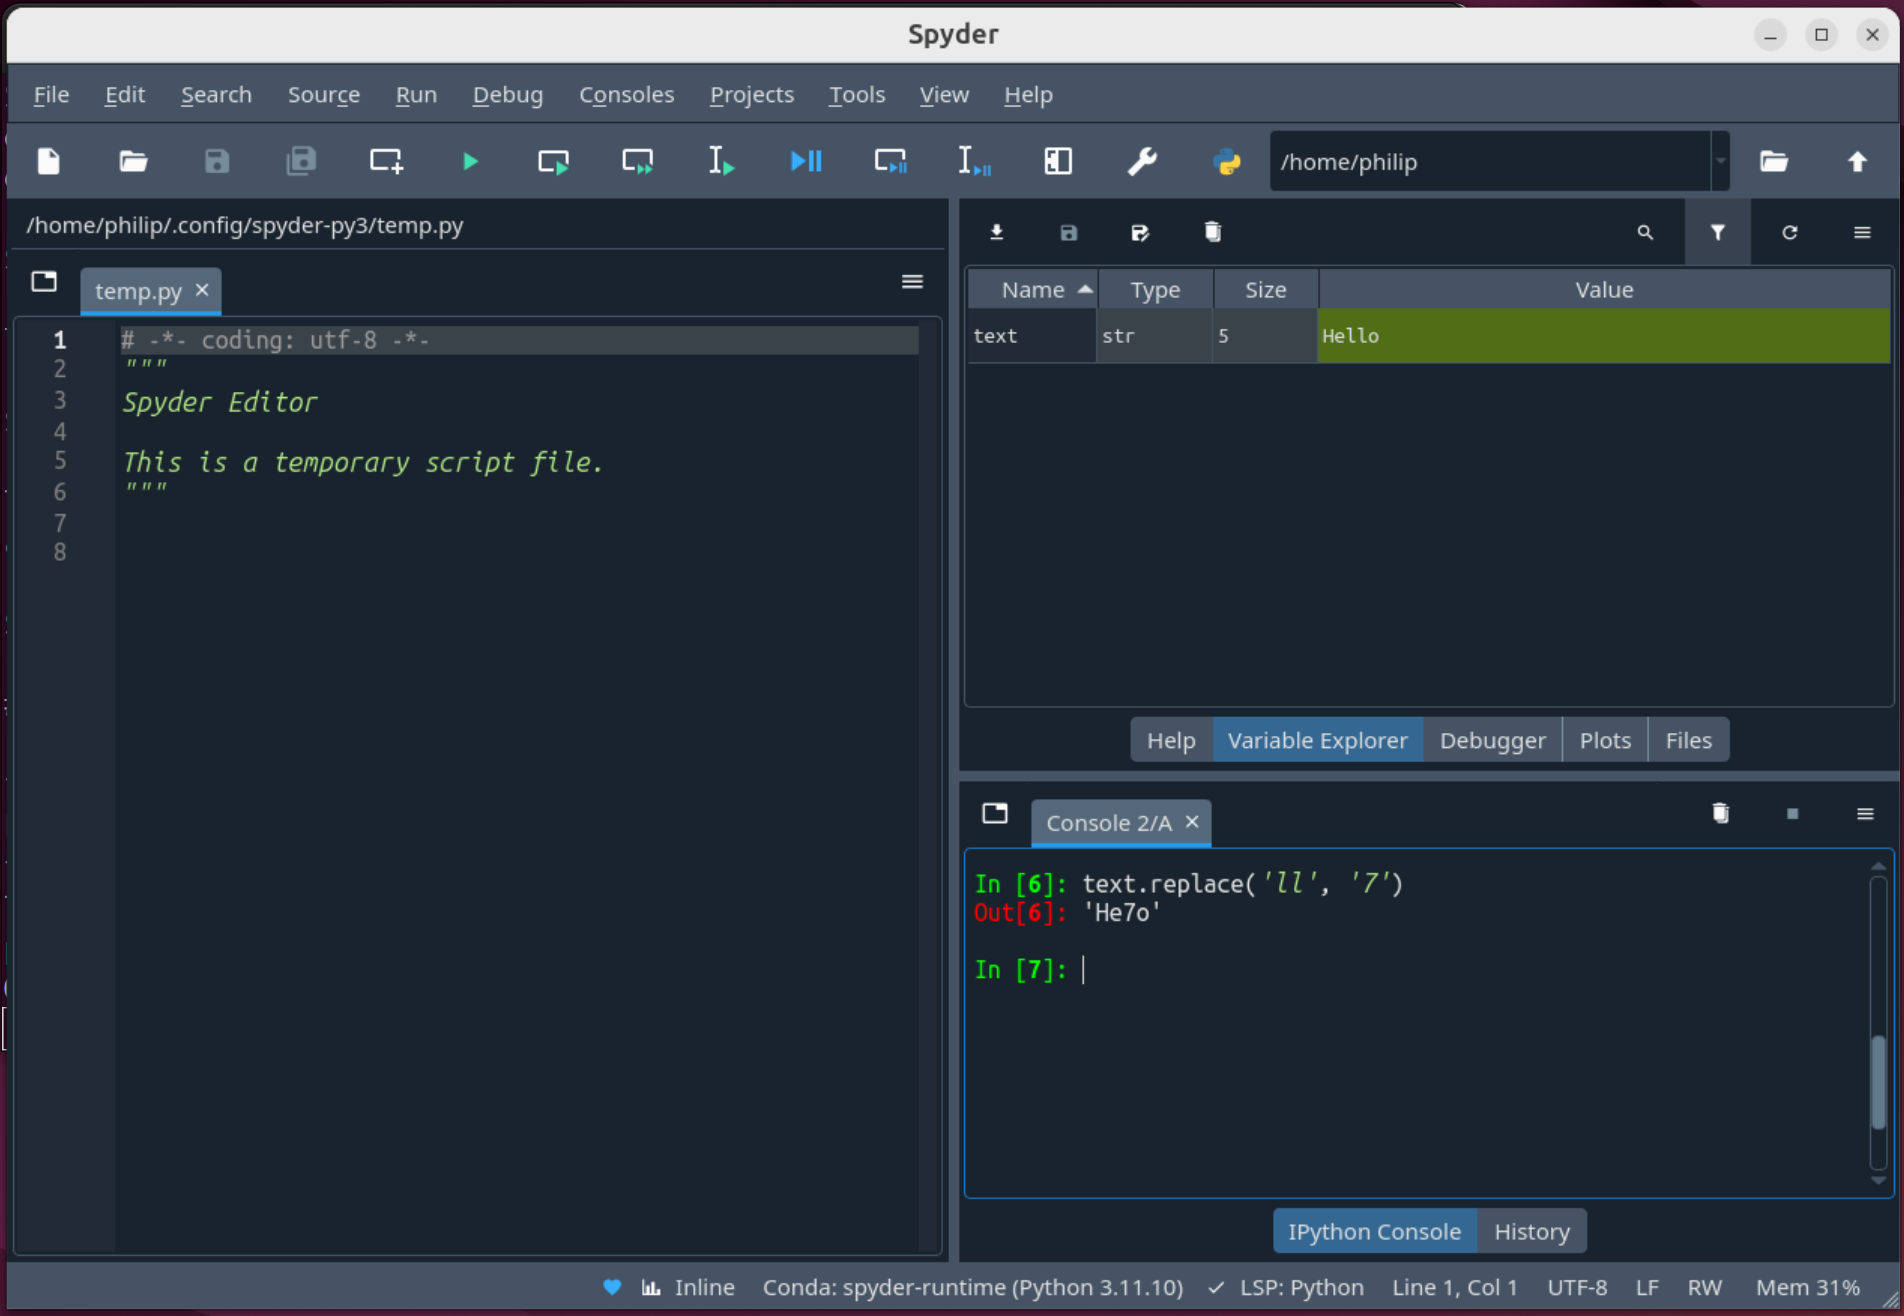 Spyder
File Edit Search Source Run Debug Consoles Projects Tools View Help
/home/philip
/home/philip/.config/spyder-py3/temp.py
temp.py
1 # -*- coding: utf-8 -*-
2 """
3 Spyder Editor
4
5 This is a temporary script file.
6 """
7
8
Name Type Size Value
text str 5 Hello
Help Variable Explorer Debugger Plots Files
Console 2/A
In [6]: text.replace('ll', '7')
Out[6]: 'He7o'
In [7]:
IPython Console History
Inline Conda: spyder-runtime (Python 3.11.10) LSP: Python Line 1, Col 1 UTF-8 LF RW Mem 31%